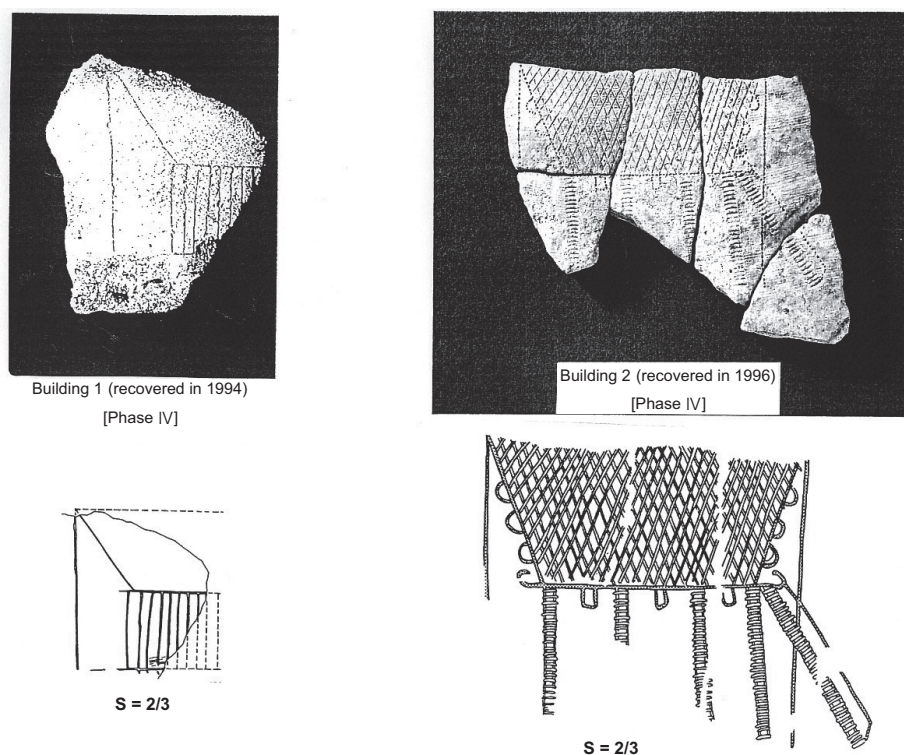 Building 1 (recovered in 1994)
[Phase IV]
Building 2 (recovered in 1996)
[Phase IV]
S = 2/3
S = 2/3